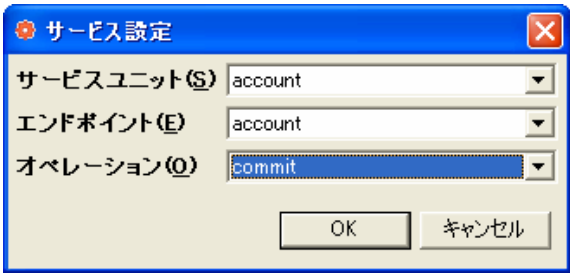 サービス設定
サービスユニット(S) account
エンドポイント(E) account
オペレーション(O) commit
OK キャンセル